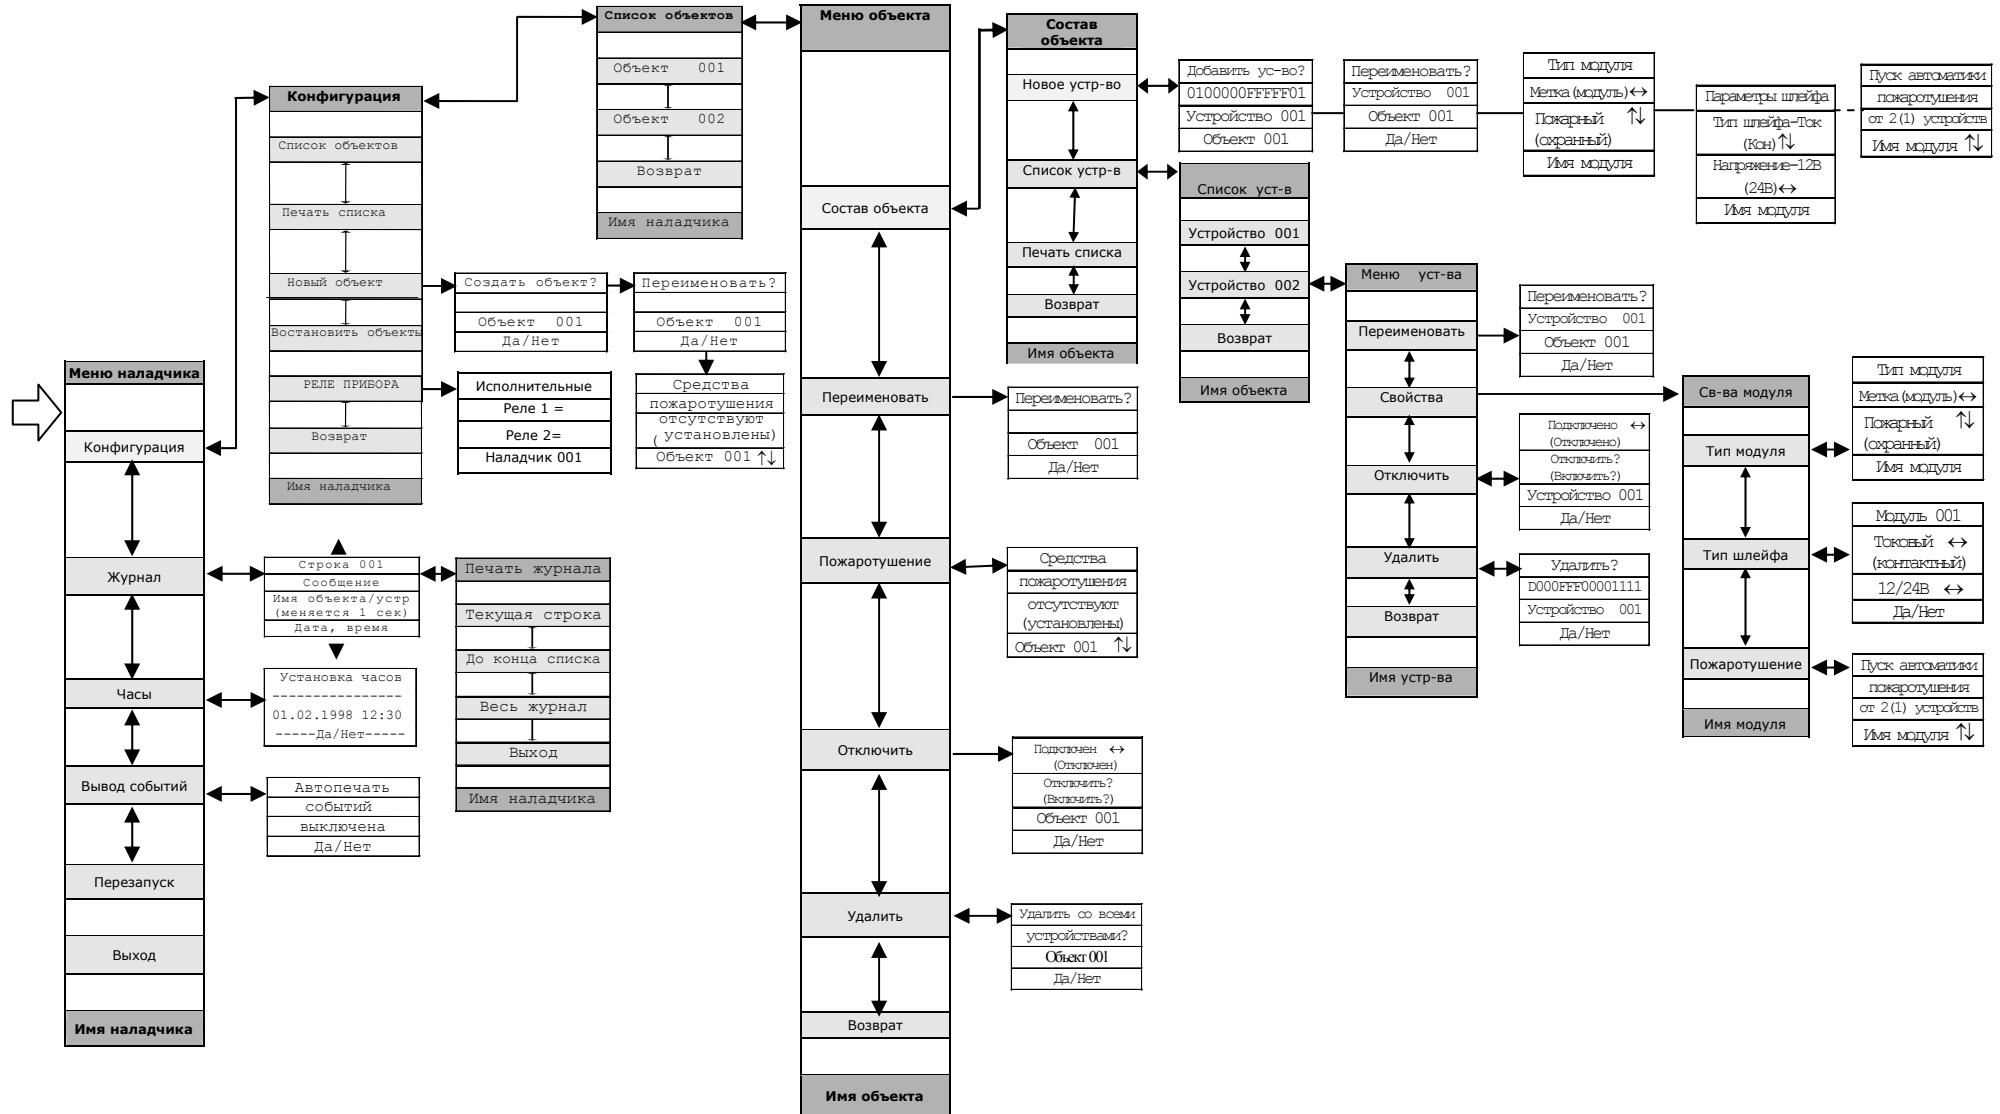 Меню наладчика
Конфигурация
Журнал
Часы
Вывод событий
Перезапуск
Выход
Имя наладчика
Конфигурация
Список объектов
Печать списка
Новый объект
Востановить объекты
РЕЛЕ ПРИБОРА
Возврат
Имя наладчика
Строка 001
Сообщение
Имя объекта/устр
(меняется 1 сек)
Дата, время
Установка часов
----------------
01.02.1998 12:30
-----Да/Нет-----
Автопечать
событий
выключена
Да/Нет
Создать объект?
Объект 001
Да/Нет
Исполнительные
Реле 1 =
Реле 2=
Наладчик 001
Печать журнала
Текущая строка
До конца списка
Весь журнал
Выход
Имя наладчика
Список объектов
Объект 001
Объект 002
Возврат
Имя наладчика
Переименовать?
Объект 001
Да/Нет
Средства
пожаротушения
отсутствуют
( установлены)
Объект 001 ↑↓
Меню объекта
Состав объекта
Переименовать
Пожаротушение
Отключить
Удалить
Возврат
Имя объекта
Состав
объекта
Новое устр-во
Список устр-в
Печать списка
Возврат
Имя объекта
Переименовать?
Объект 001
Да/Нет
Средства
пожаротушения
отсутствуют
(установлены)
Объект 001 ↑↓
Подключен ↔
(Отключен)
Отключить?
(Включить?)
Объект 001
Да/Нет
Удалить со всеми
устройствами?
Объект 001
Да/Нет
Добавить ус-во?
0100000FFFFF01
Устройство 001
Объект 001
Список уст-в
Устройство 001
Устройство 002
Возврат
Имя объекта
Переименовать?
Устройство 001
Объект 001
Да/Нет
Меню уст-ва
Переименовать
Свойства
Отключить
Удалить
Возврат
Имя устр-ва
Тип модуля
Метка(модуль)↔
Пожарный ↑↓
(охранный)
Имя модуля
Переименовать?
Устройство 001
Объект 001
Да/Нет
Подключено ↔
(Отключено)
Отключить?
(Включить?)
Устройство 001
Да/Нет
Удалить?
D000FFF00001111
Устройство 001
Да/Нет
Параметры шлейфа
Тип шлейфа-Ток
(Кон)↑↓
Напряжение-12В
(24В)↔
Имя модуля
Св-ва модуля
Тип модуля
Тип шлейфа
Пожаротушение
Имя модуля
Пуск автоматики
пожаротушения
от 2(1) устройств
Имя модуля ↑↓
Тип модуля
Метка(модуль)↔
Пожарный ↑↓
(охранный)
Имя модуля
Модуль 001
Токовый ↔
(контактный)
12/24В ↔
Да/Нет
Пуск автоматики
пожаротушения
от 2(1) устройств
Имя модуля ↑↓